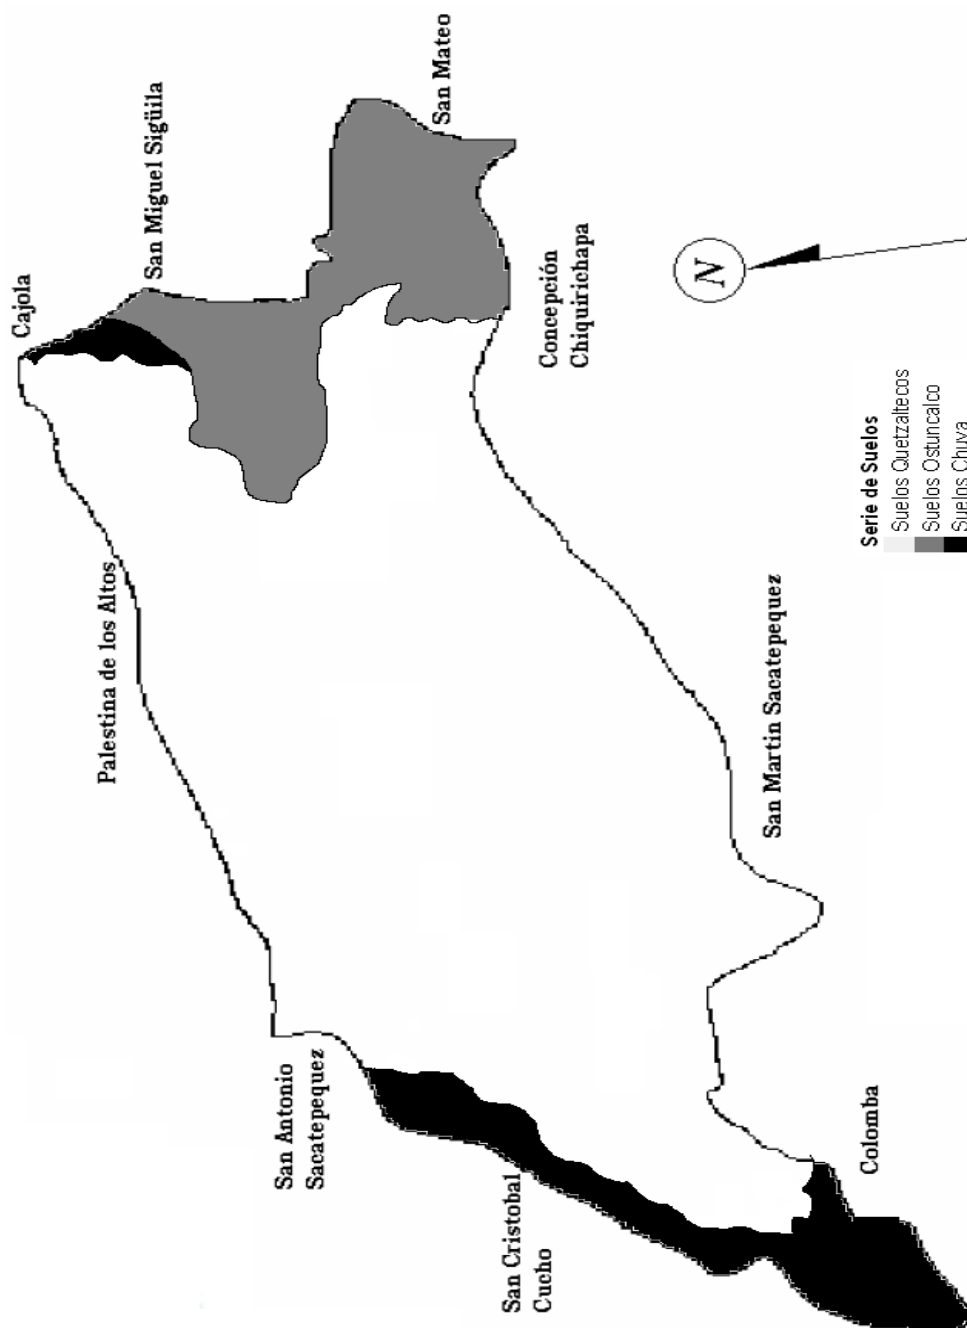 Cajola
San Miguel Sigüila
San Mateo
Palestina de los Altos
Concepción
Chiquirichapa
N
San Antonio
Sacatepequez
San Martin Sacatepequez
San Cristobal
Cucho
Colomba
Serie de Suelos
Suelos Quetzaltecos
Suelos Ostuncalco
Suelos Chuva